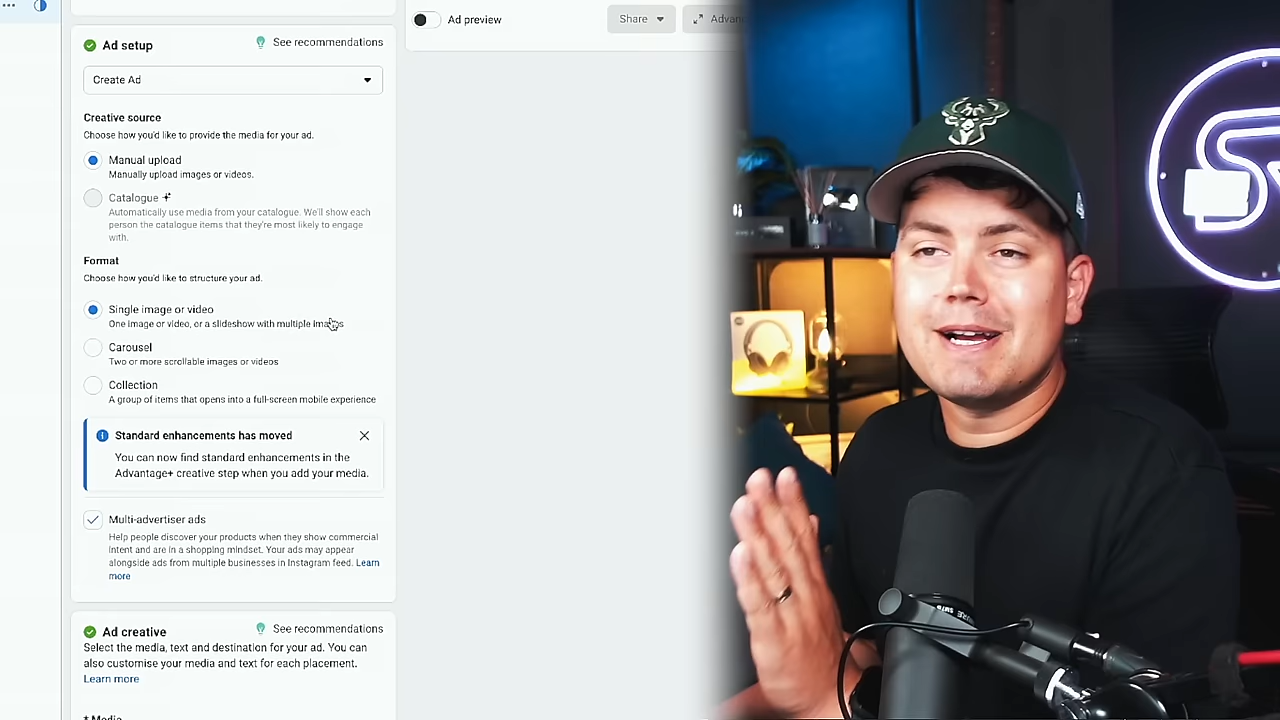 Ad setup
See recommendations
Create Ad
Creative source
Choose how you'd like to provide the media for your ad.
Manual upload
Manually upload images or videos.
Catalogue
Automatically use media from your catalogue. We'll show each
person the catalogue items that they're most likely to engage
with.
Format
Choose how you'd like to structure your ad.
Single image or video
One image or video, or a slideshow with multiple images
Carousel
Two or more scrollable images or videos
Collection
A group of items that opens into a full-screen mobile experience
Standard enhancements has moved
You can now find standard enhancements in the
Advantage+ creative step when you add your media.
Multi-advertiser ads
Help people discover your products when they show commercial
intent and are in a shopping mindset. Your ads may appear
alongside ads from multiple businesses in Instagram feed. Learn
more
Ad creative
See recommendations
Select the media, text and destination for your ad. You can
also customise your media and text for each placement.
Learn more
* Media
Ad preview
Share